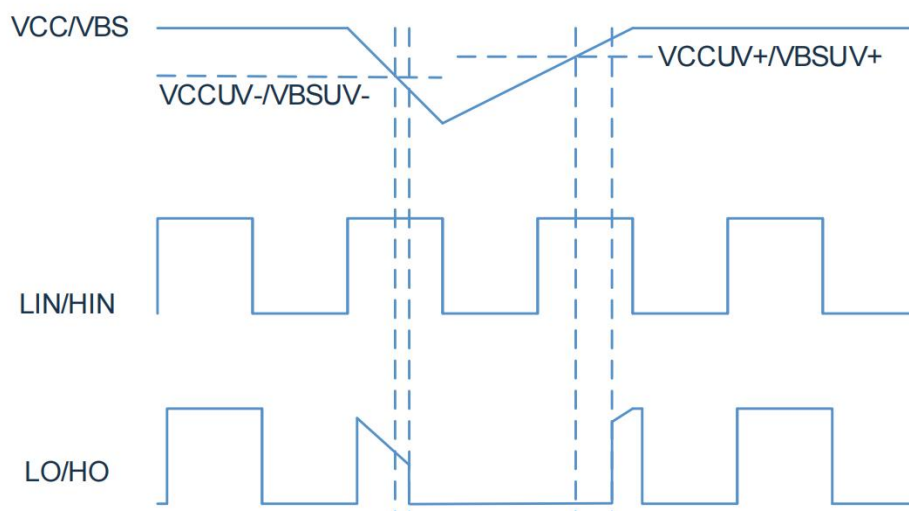 VCC/VBS
VCCUV+/VBSUV+
VCCUV-/VBSUV-
LIN/HIN
LO/HO